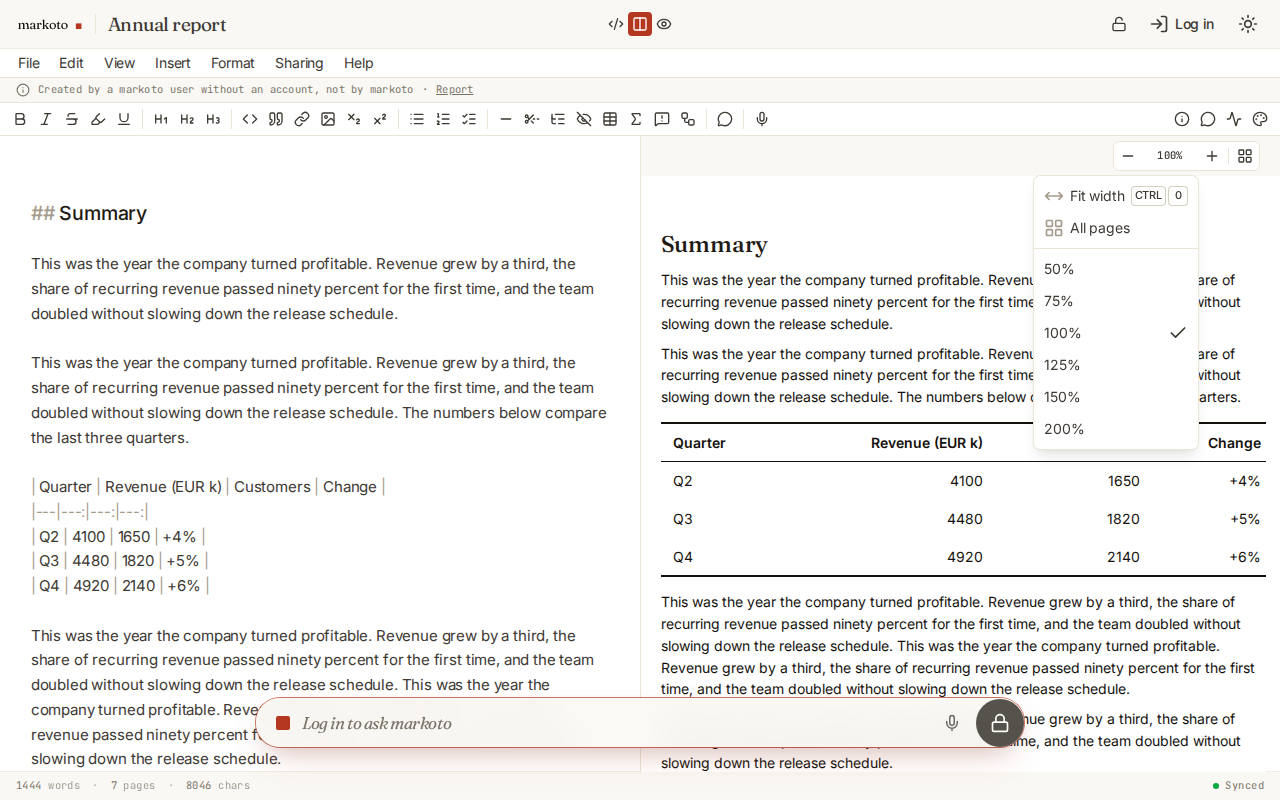 markoto
Annual report
Log in
File Edit View Insert Format Sharing Help
Created by a markoto user without an account, not by markoto · Report
H1 H2 H3
100%
## Summary
This was the year the company turned profitable. Revenue grew by a third, the
share of recurring revenue passed ninety percent for the first time, and the team
doubled without slowing down the release schedule.
This was the year the company turned profitable. Revenue grew by a third, the
share of recurring revenue passed ninety percent for the first time, and the team
doubled without slowing down the release schedule. The numbers below compare
the last three quarters.
| Quarter | Revenue (EUR k) | Customers | Change |
|---|---:|---:|---:|
| Q2 | 4100 | 1650 | +4% |
| Q3 | 4480 | 1820 | +5% |
| Q4 | 4920 | 2140 | +6% |
This was the year the company turned profitable. Revenue grew by a third, the
share of recurring revenue passed ninety percent for the first time, and the team
doubled without slowing down the release schedule. This was the year the
company turned profitable. Reve
revenue passed ninety percent f
slowing down the release schedule.
Fit width CTRL 0
All pages
50%
75%
100%
125%
150%
200%
Summary
This was the year the company turned profitable. Revenu are of
recurring revenue passed ninety percent for the first time without
slowing down the release schedule.
This was the year the company turned profitable. Revenu are of
recurring revenue passed ninety percent for the first time without
slowing down the release schedule. The numbers below arters.
Quarter Revenue (EUR k) Change
Q2 4100 1650 +4%
Q3 4480 1820 +5%
Q4 4920 2140 +6%
This was the year the company turned profitable. Revenue grew by a third, the share of
recurring revenue passed ninety percent for the first time, and the team doubled without
slowing down the release schedule. This was the year the company turned profitable.
Revenue grew by a third, the share of recurring revenue passed ninety percent for the first
time, and the team doubled without slowing down the release schedule.
nue grew by a third, the share of
me, and the team doubled without
slowing down the release schedule.
Log in to ask markoto
1444 words · 7 pages · 8046 chars
Synced